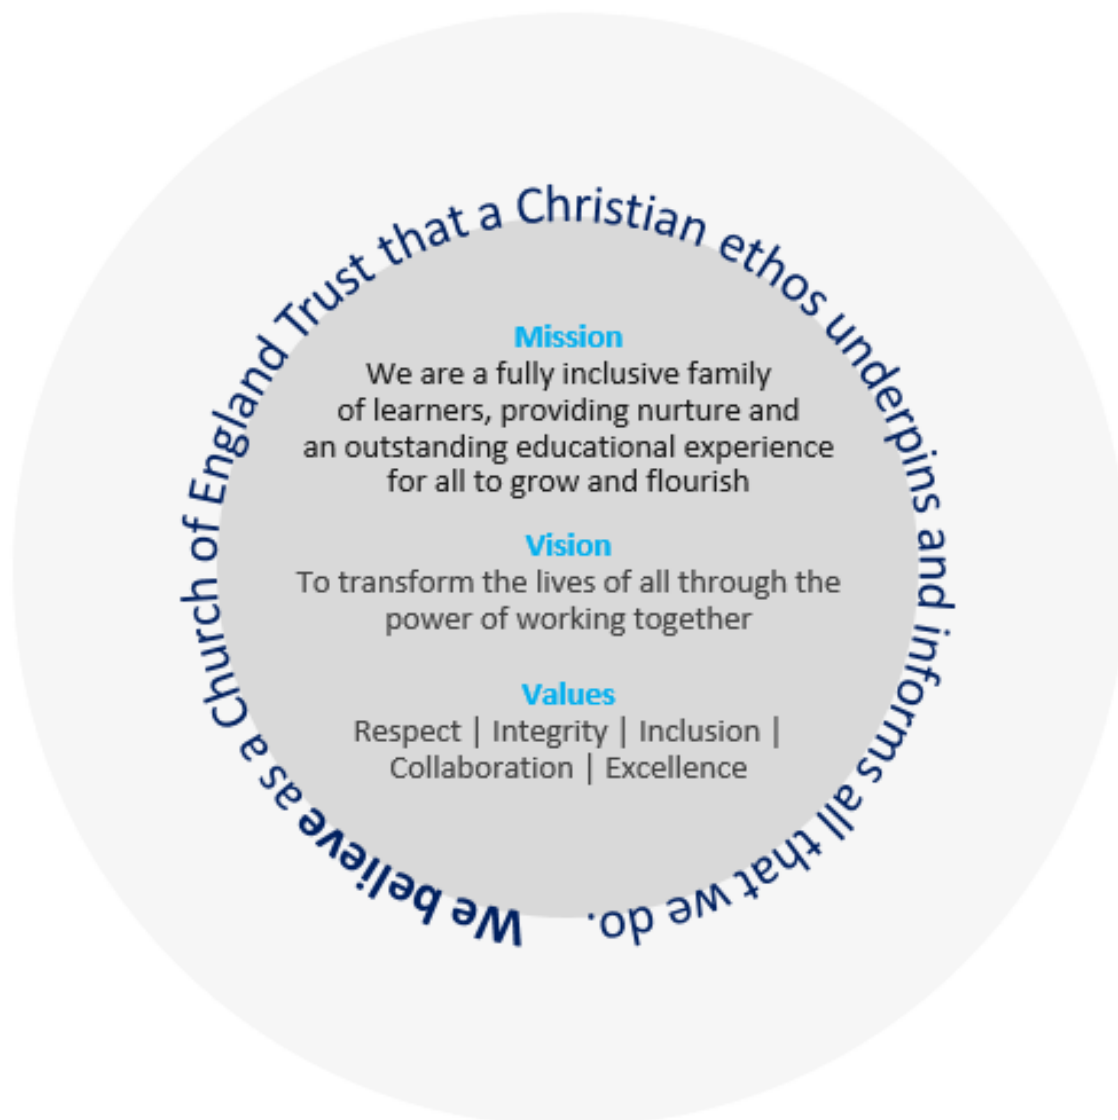 We believe as a Church of England Trust that a Christian ethos underpins and informs all that we do.
Mission
We are a fully inclusive family
of learners, providing nurture and
an outstanding educational experience
for all to grow and flourish
Vision
To transform the lives of all through the
power of working together
Values
Respect | Integrity | Inclusion |
Collaboration | Excellence